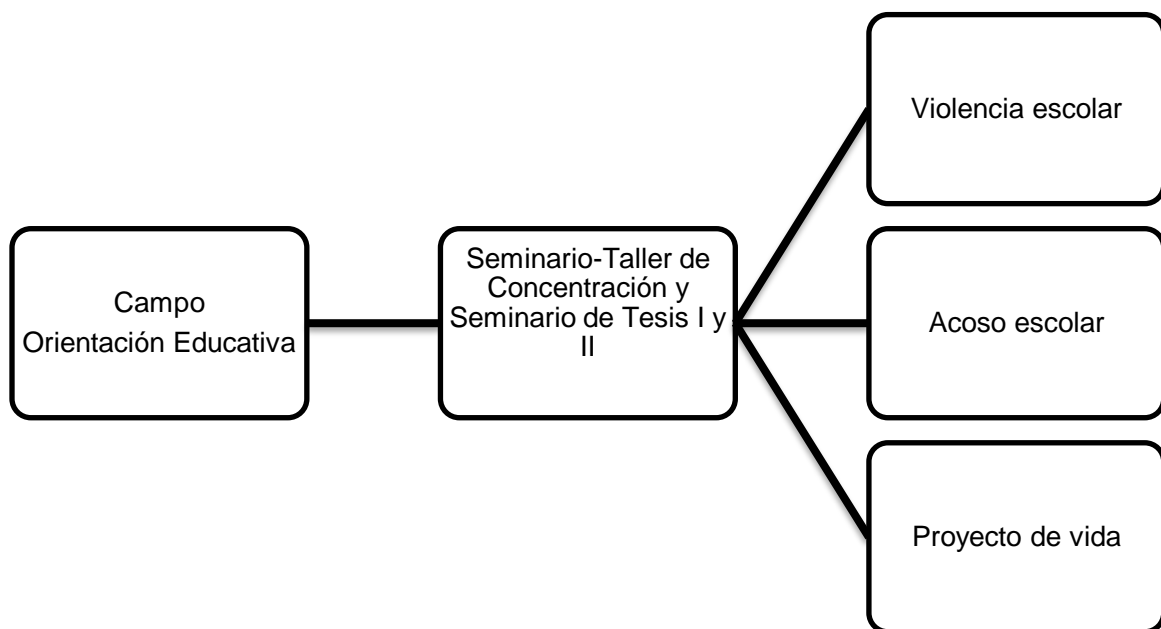 Campo
Orientación Educativa
Seminario-Taller de
Concentración y
Seminario de Tesis I y
II
Violencia escolar
Acoso escolar
Proyecto de vida